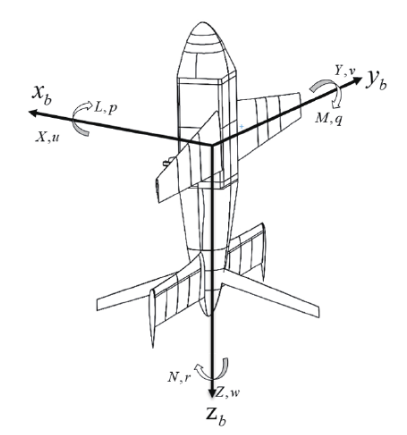 Y,v
y_b
x_b
L,p
M,q
X,u
N,r
Z,w
z_b